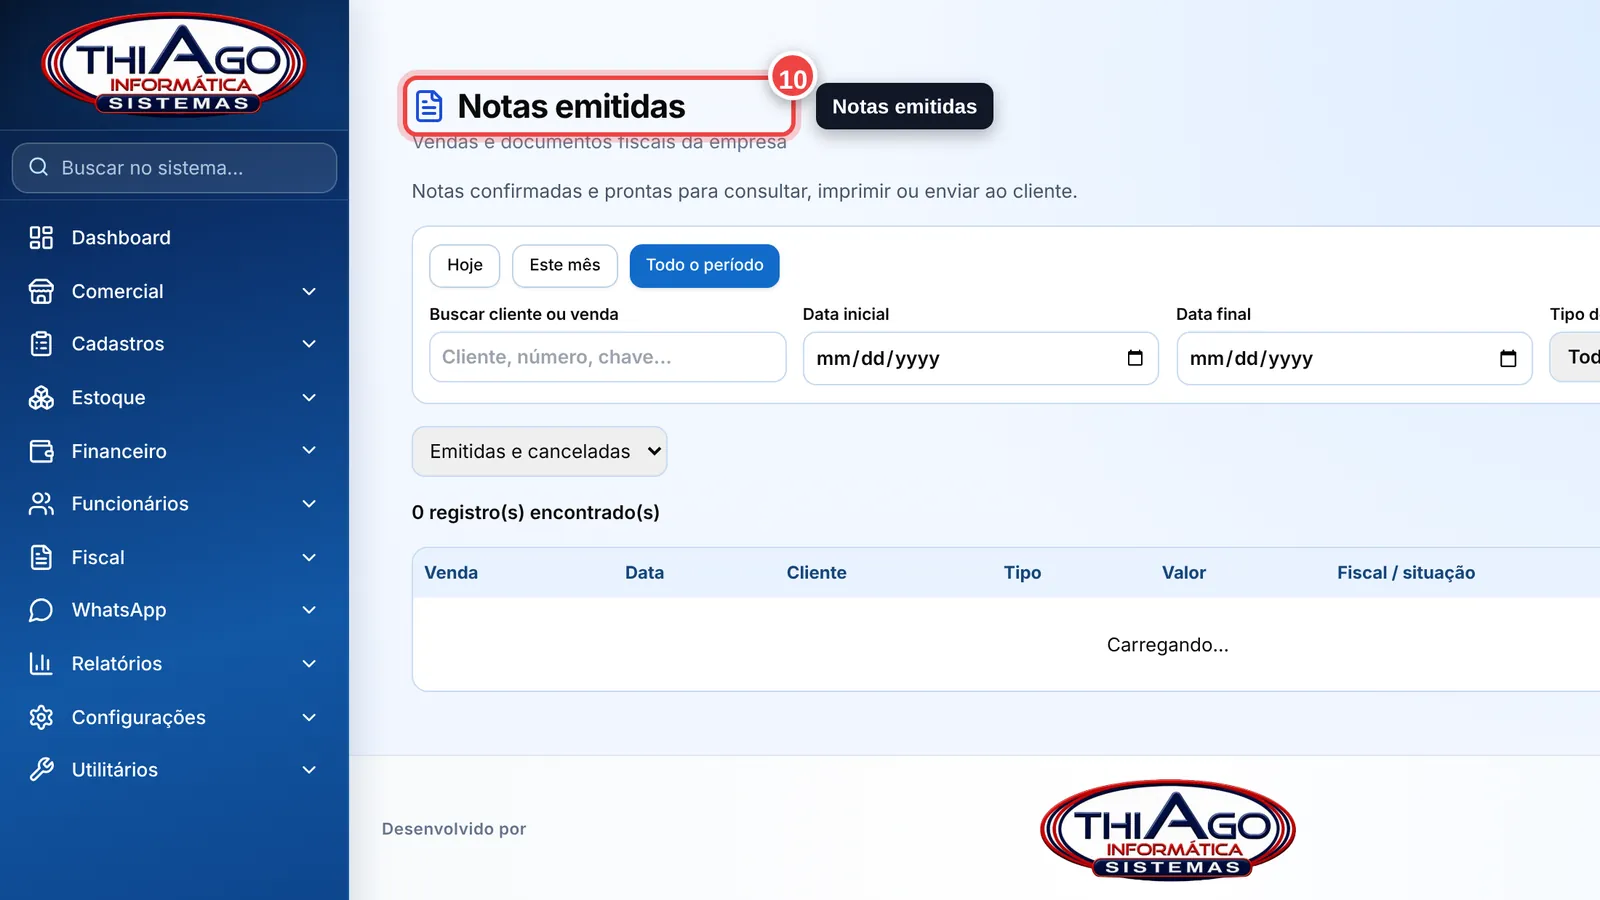 THIAGO
INFORMÁTICA
SISTEMAS
Buscar no sistema...
Dashboard
Comercial
Cadastros
Estoque
Financeiro
Funcionários
Fiscal
WhatsApp
Relatórios
Configurações
Utilitários
Notas emitidas
10
Notas emitidas
Vendas e documentos fiscais da empresa
Notas confirmadas e prontas para consultar, imprimir ou enviar ao cliente.
Hoje
Este mês
Todo o período
Buscar cliente ou venda
Data inicial
Data final
Tipo d
Cliente, número, chave...
mm/dd/yyyy
mm/dd/yyyy
Tod
Emitidas e canceladas
0 registro(s) encontrado(s)
Venda
Data
Cliente
Tipo
Valor
Fiscal / situação
Carregando...
Desenvolvido por
THIAGO
INFORMÁTICA
SISTEMAS